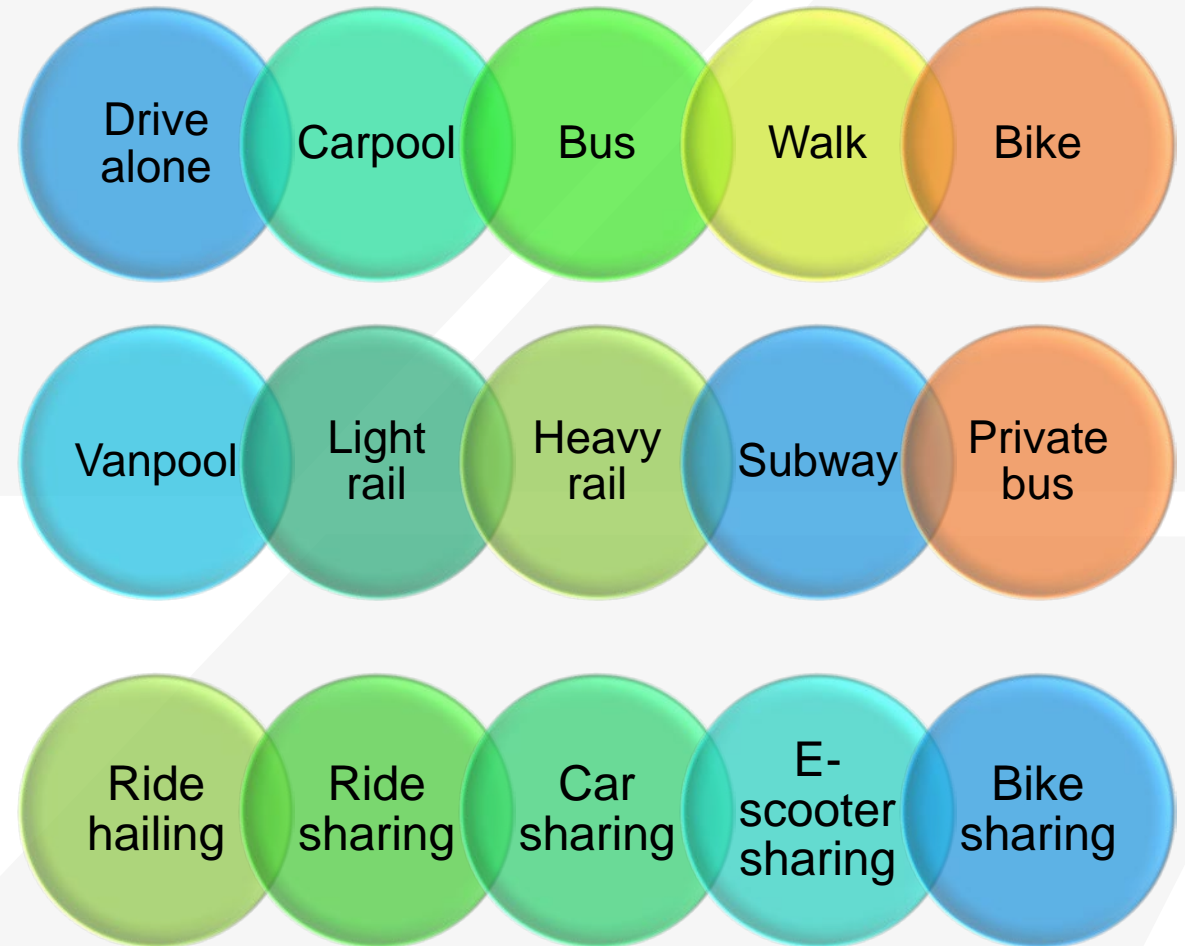 Drive
alone
Carpool
Bus
Walk
Bike
Vanpool
Light
rail
Heavy
rail
Subway
Private
bus
Ride
hailing
Ride
sharing
Car
sharing
E-
scooter
sharing
Bike
sharing